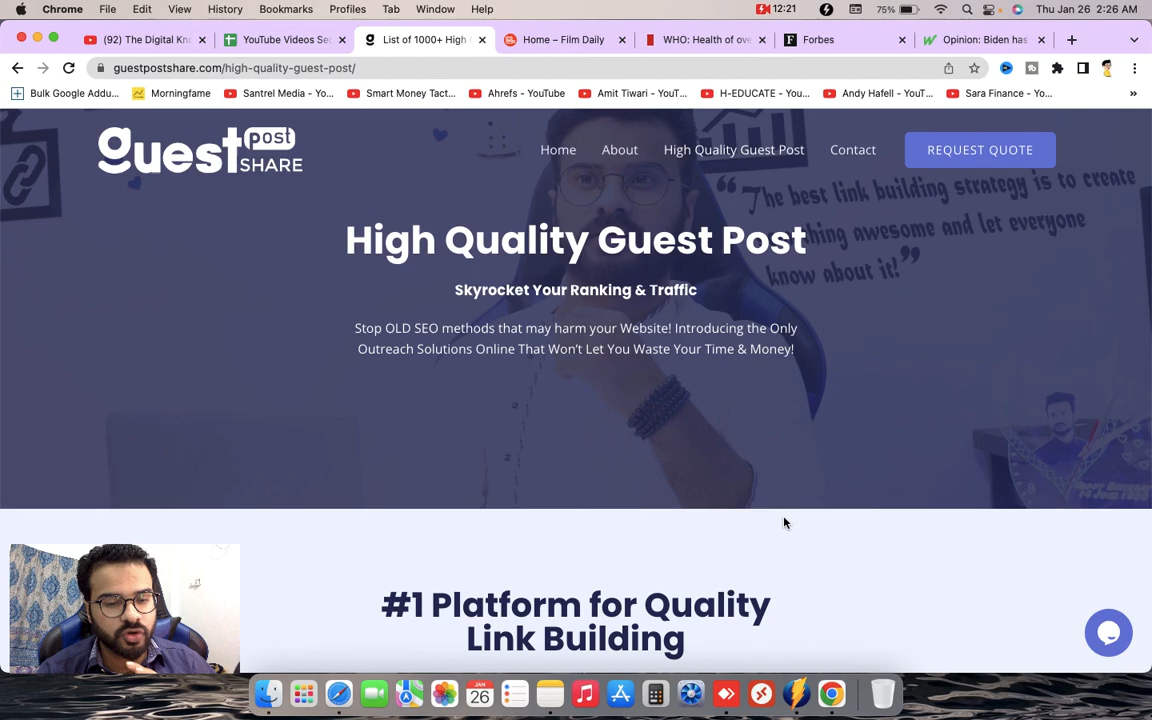 Chrome File Edit View History Bookmarks Profiles Tab Window Help 12:21 75% Thu Jan 26 2:26 AM
(92) The Digital Kno
YouTube Videos Se
List of 1000+ High
Home – Film Daily
WHO: Health of ove
Forbes
Opinion: Biden has
guestpostshare.com/high-quality-guest-post/
Bulk Google Addu...
Morningfame
Santrel Media - Yo...
Smart Money Tact...
Ahrefs - YouTube
Amit Tiwari - YouT...
H-EDUCATE - You...
Andy Hafell - YouT...
Sara Finance - Yo...
guest post SHARE
Home About High Quality Guest Post Contact REQUEST QUOTE
“The best link building strategy is to create
thing awesome and let everyone
know about it!”
High Quality Guest Post
Skyrocket Your Ranking & Traffic
Stop OLD SEO methods that may harm your Website! Introducing the Only
Outreach Solutions Online That Won't Let You Waste Your Time & Money!
#1 Platform for Quality
Link Building
JAN
26